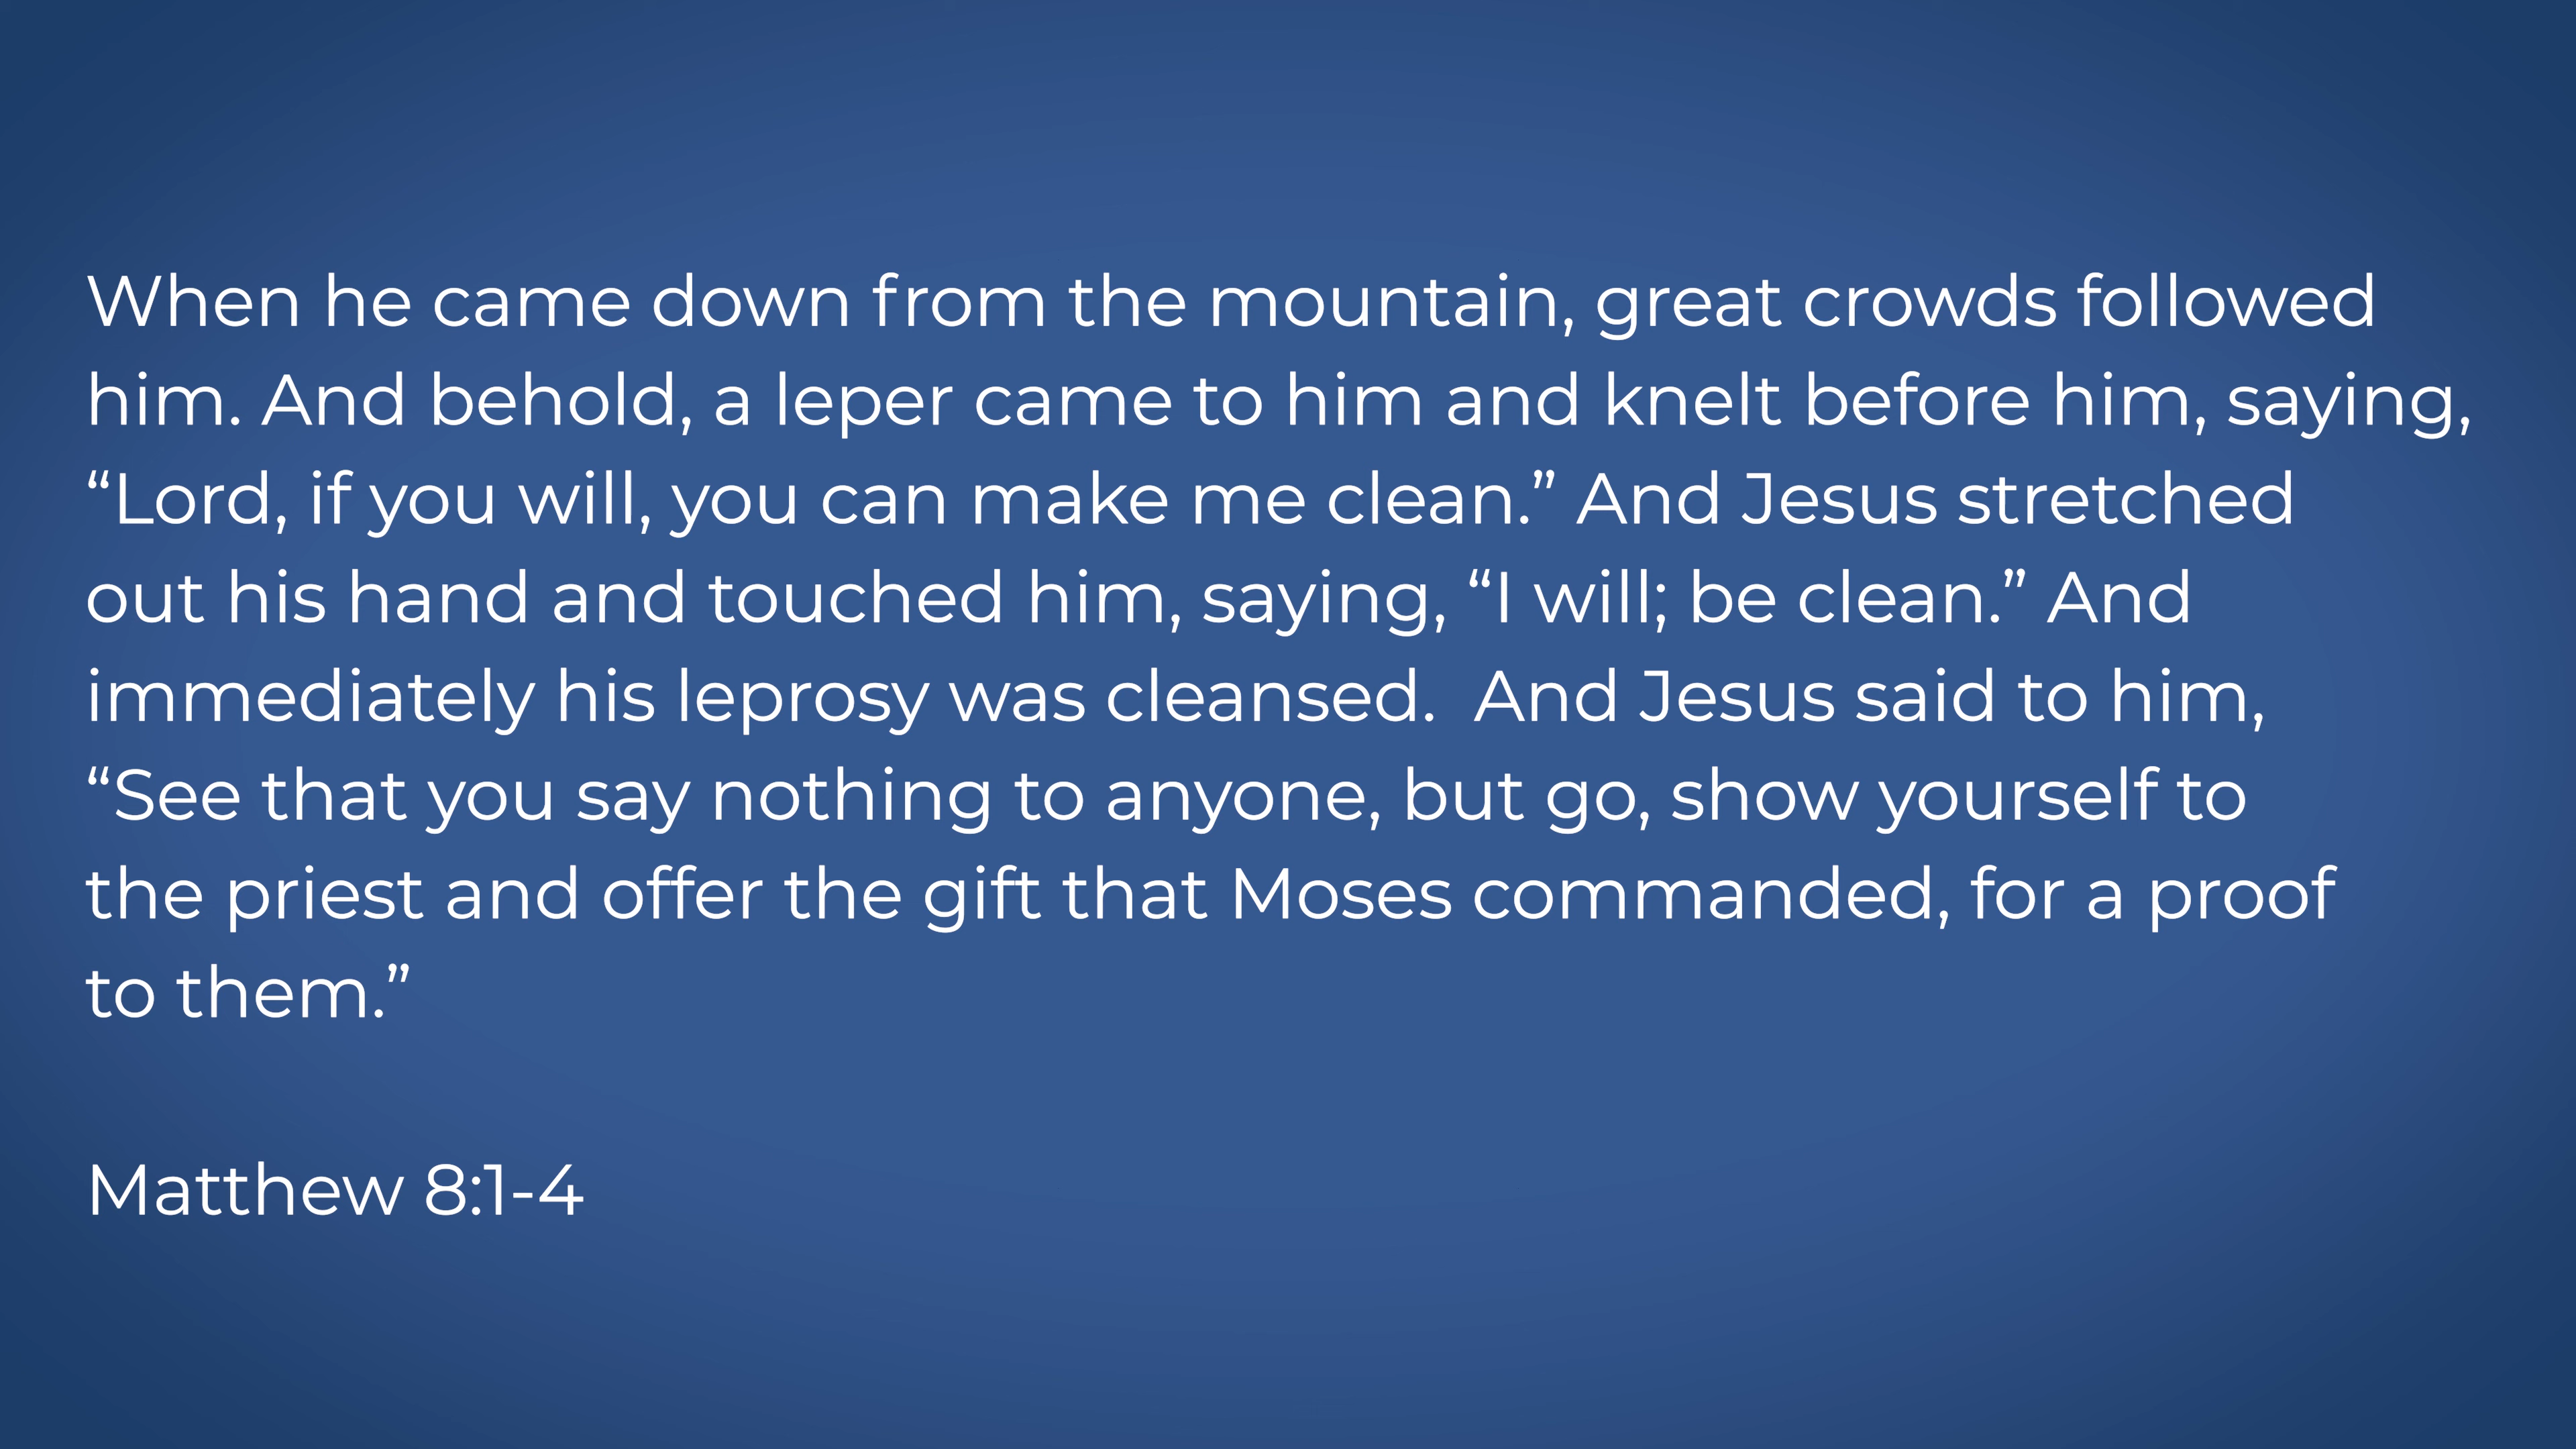 When he came down from the mountain, great crowds followed
him. And behold, a leper came to him and knelt before him, saying,
“Lord, if you will, you can make me clean.” And Jesus stretched
out his hand and touched him, saying, “I will; be clean.” And
immediately his leprosy was cleansed.  And Jesus said to him,
“See that you say nothing to anyone, but go, show yourself to
the priest and offer the gift that Moses commanded, for a proof
to them.”
Matthew 8:1-4